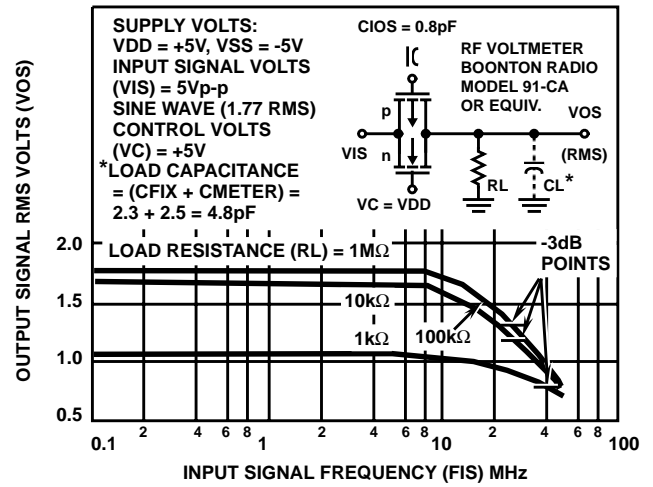 SUPPLY VOLTS:
VDD = +5V, VSS = -5V
INPUT SIGNAL VOLTS
(VIS) = 5Vp-p
SINE WAVE (1.77 RMS)
CONTROL VOLTS
(VC) = +5V
*LOAD CAPACITANCE
= (CFIX + CMETER) =
2.3 + 2.5 = 4.8pF
CIOS = 0.8pF
p
n
VIS
VC = VDD
RF VOLTMETER
BOONTON RADIO
MODEL 91-CA
OR EQUIV.
VOS
(RMS)
RL
CL*
LOAD RESISTANCE (RL) = 1MΩ
-3dB
POINTS
10kΩ
100kΩ
1kΩ
OUTPUT SIGNAL RMS VOLTS (VOS)
2.0
1.5
1.0
0.5
0.1 2 4 6 8 1 2 4 6 8 10 2 4 6 8 100
INPUT SIGNAL FREQUENCY (FIS) MHz